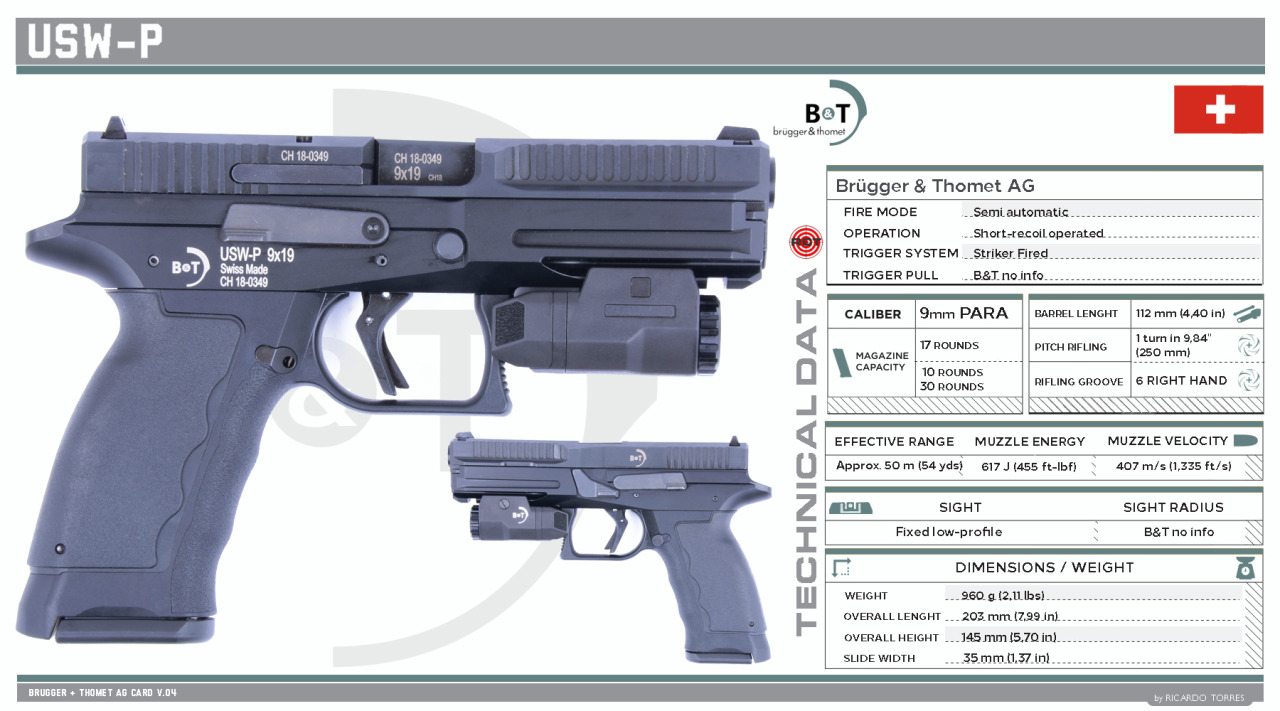 USW-P
B&T
brügger & thomet
CH 18-0349
CH 18-0349
9x19 CH18
B&T
USW-P 9x19
Swiss Made
CH 18-0349
&T
B&T
B&T
TECHNICAL DATA
Brügger & Thomet AG
FIRE MODE Semi automatic
OPERATION Short-recoil operated
TRIGGER SYSTEM Striker Fired
TRIGGER PULL B&T no info
CALIBER 9mm PARA
MAGAZINE CAPACITY
17 ROUNDS
10 ROUNDS
30 ROUNDS
BARREL LENGHT 112 mm (4,40 in)
PITCH RIFLING 1 turn in 9,84"
(250 mm)
RIFLING GROOVE 6 RIGHT HAND
EFFECTIVE RANGE MUZZLE ENERGY MUZZLE VELOCITY
Approx. 50 m (54 yds) 617 J (455 ft-lbf) 407 m/s (1,335 ft/s)
SIGHT SIGHT RADIUS
Fixed low-profile B&T no info
DIMENSIONS / WEIGHT
WEIGHT 960 g (2,11 lbs)
OVERALL LENGHT 203 mm (7,99 in)
OVERALL HEIGHT 145 mm (5,70 in)
SLIDE WIDTH 35 mm (1,37 in)
BRUGGER + THOMET AG CARD V.04
by RICARDO TORRES